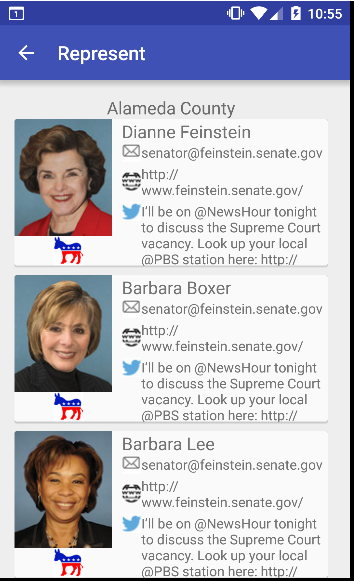 1
10:55
Represent
Alameda County
Dianne Feinstein
senator@feinstein.senate.gov
http://
www.feinstein.senate.gov/
I'll be on @NewsHour tonight
to discuss the Supreme Court
vacancy. Look up your local
@PBS station here: http://
Barbara Boxer
senator@feinstein.senate.gov
http://
www.feinstein.senate.gov/
I'll be on @NewsHour tonight
to discuss the Supreme Court
vacancy. Look up your local
@PBS station here: http://
Barbara Lee
senator@feinstein.senate.gov
http://
www.feinstein.senate.gov/
I'll be on @NewsHour tonight
to discuss the Supreme Court
vacancy. Look up your local
@PBS station here: http://